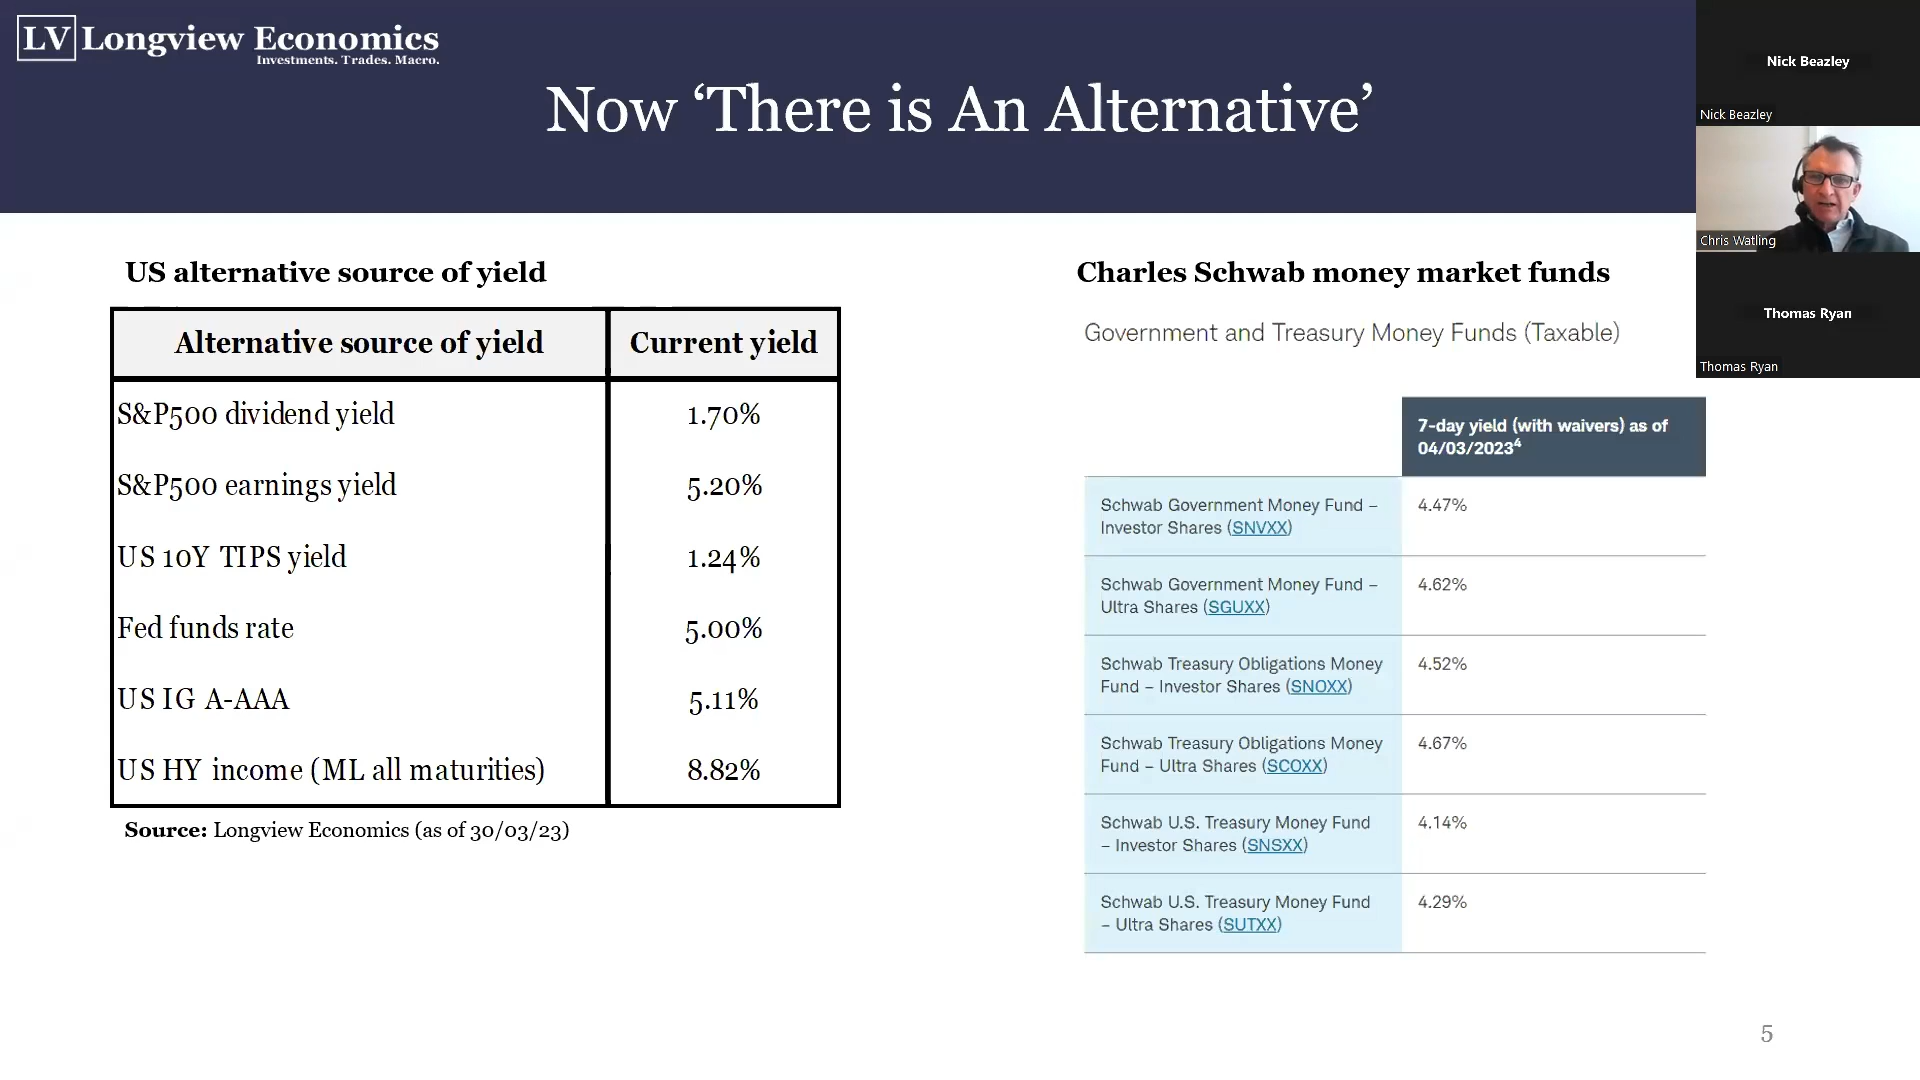 LV Longview Economics
Investments. Trades. Macro.
Now ‘There is An Alternative’
Nick Beazley
Nick Beazley
Chris Watling
Thomas Ryan
Thomas Ryan
US alternative source of yield
Alternative source of yield Current yield
S&P500 dividend yield 1.70%
S&P500 earnings yield 5.20%
US 10Y TIPS yield 1.24%
Fed funds rate 5.00%
US IG A-AAA 5.11%
US HY income (ML all maturities) 8.82%
Source: Longview Economics (as of 30/03/23)
Charles Schwab money market funds
Government and Treasury Money Funds (Taxable)
7-day yield (with waivers) as of
04/03/2023⁴
Schwab Government Money Fund – 4.47%
Investor Shares (SNVXX)
Schwab Government Money Fund – 4.62%
Ultra Shares (SGUXX)
Schwab Treasury Obligations Money 4.52%
Fund – Investor Shares (SNOXX)
Schwab Treasury Obligations Money 4.67%
Fund – Ultra Shares (SCOXX)
Schwab U.S. Treasury Money Fund 4.14%
– Investor Shares (SNSXX)
Schwab U.S. Treasury Money Fund 4.29%
– Ultra Shares (SUTXX)
5